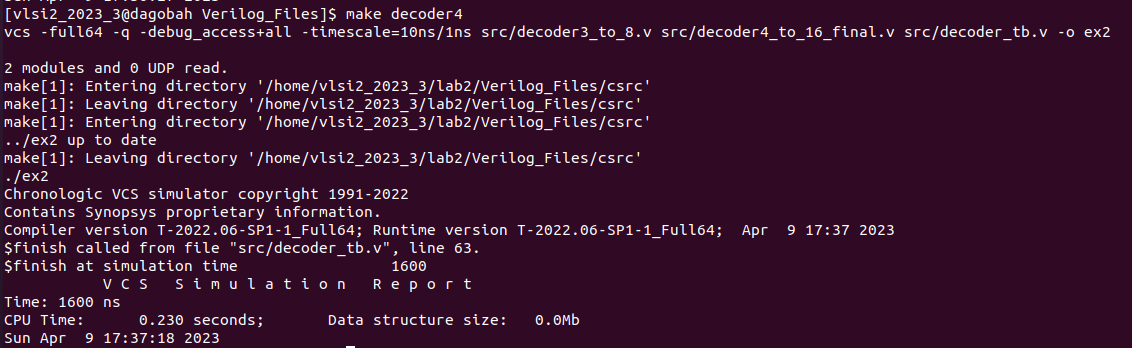 [vlsi2_2023_3@dagobah Verilog_Files]$ make decoder4
vcs -full64 -q -debug_access+all -timescale=10ns/1ns src/decoder3_to_8.v src/decoder4_to_16_final.v src/decoder_tb.v -o ex2
2 modules and 0 UDP read.
make[1]: Entering directory '/home/vlsi2_2023_3/lab2/Verilog_Files/csrc'
make[1]: Leaving directory '/home/vlsi2_2023_3/lab2/Verilog_Files/csrc'
make[1]: Entering directory '/home/vlsi2_2023_3/lab2/Verilog_Files/csrc'
../ex2 up to date
make[1]: Leaving directory '/home/vlsi2_2023_3/lab2/Verilog_Files/csrc'
./ex2
Chronologic VCS simulator copyright 1991-2022
Contains Synopsys proprietary information.
Compiler version T-2022.06-SP1-1_Full64; Runtime version T-2022.06-SP1-1_Full64;  Apr  9 17:37 2023
$finish called from file "src/decoder_tb.v", line 63.
$finish at simulation time                 1600
           V C S   S i m u l a t i o n   R e p o r t
Time: 1600 ns
CPU Time:      0.230 seconds;       Data structure size:   0.0Mb
Sun Apr  9 17:37:18 2023